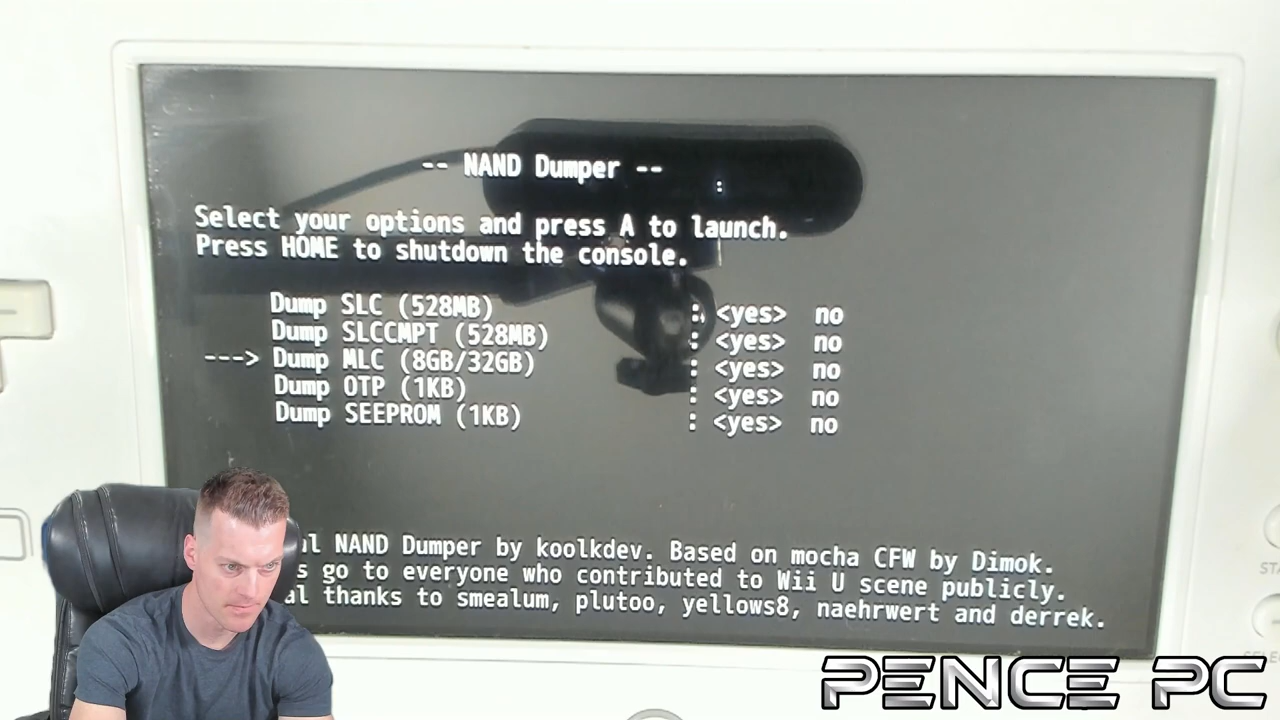 -- NAND Dumper --
Select your options and press A to launch.
Press HOME to shutdown the console.
Dump SLC (528MB) : <yes> no
Dump SLCCMPT (528MB) : <yes> no
---> Dump MLC (8GB/32GB) : <yes> no
Dump OTP (1KB) : <yes> no
Dump SEEPROM (1KB) : <yes> no
NAND Dumper by koolkdev. Based on mocha CFW by Dimok.
go to everyone who contributed to Wii U scene publicly.
thanks to smealum, plutoo, yellows8, naehrwert and derrek.
PENCE PC